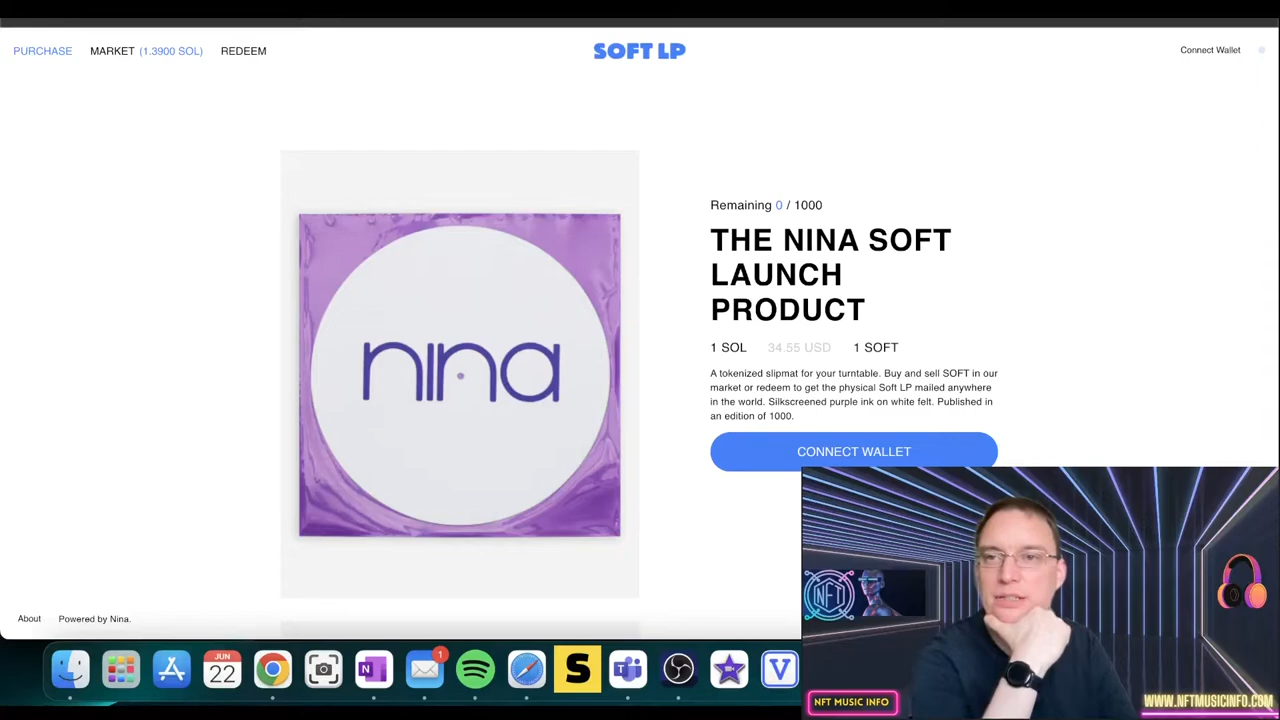 PURCHASE MARKET (1.3900 SOL) REDEEM
SOFT LP
Connect Wallet
nina
Remaining 0 / 1000
THE NINA SOFT
LAUNCH
PRODUCT
1 SOL 34.55 USD 1 SOFT
A tokenized slipmat for your turntable. Buy and sell SOFT in our
market or redeem to get the physical Soft LP mailed anywhere
in the world. Silkscreened purple ink on white felt. Published in
an edition of 1000.
CONNECT WALLET
NFT
About Powered by Nina.
JUN
22
N
1
S
V
NFT MUSIC INFO
WWW.NFTMUSICINFO.COM